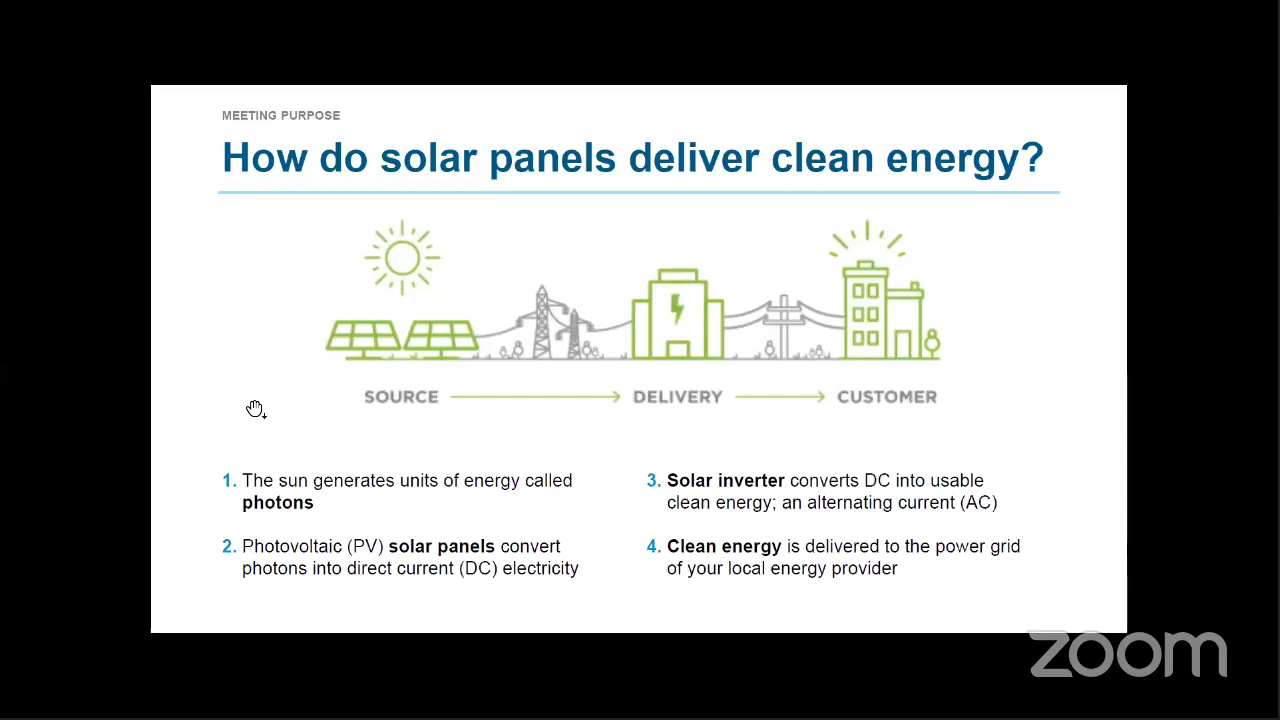 MEETING PURPOSE
How do solar panels deliver clean energy?
SOURCE DELIVERY CUSTOMER
1. The sun generates units of energy called
photons
2. Photovoltaic (PV) solar panels convert
photons into direct current (DC) electricity
3. Solar inverter converts DC into usable
clean energy; an alternating current (AC)
4. Clean energy is delivered to the power grid
of your local energy provider
zoom